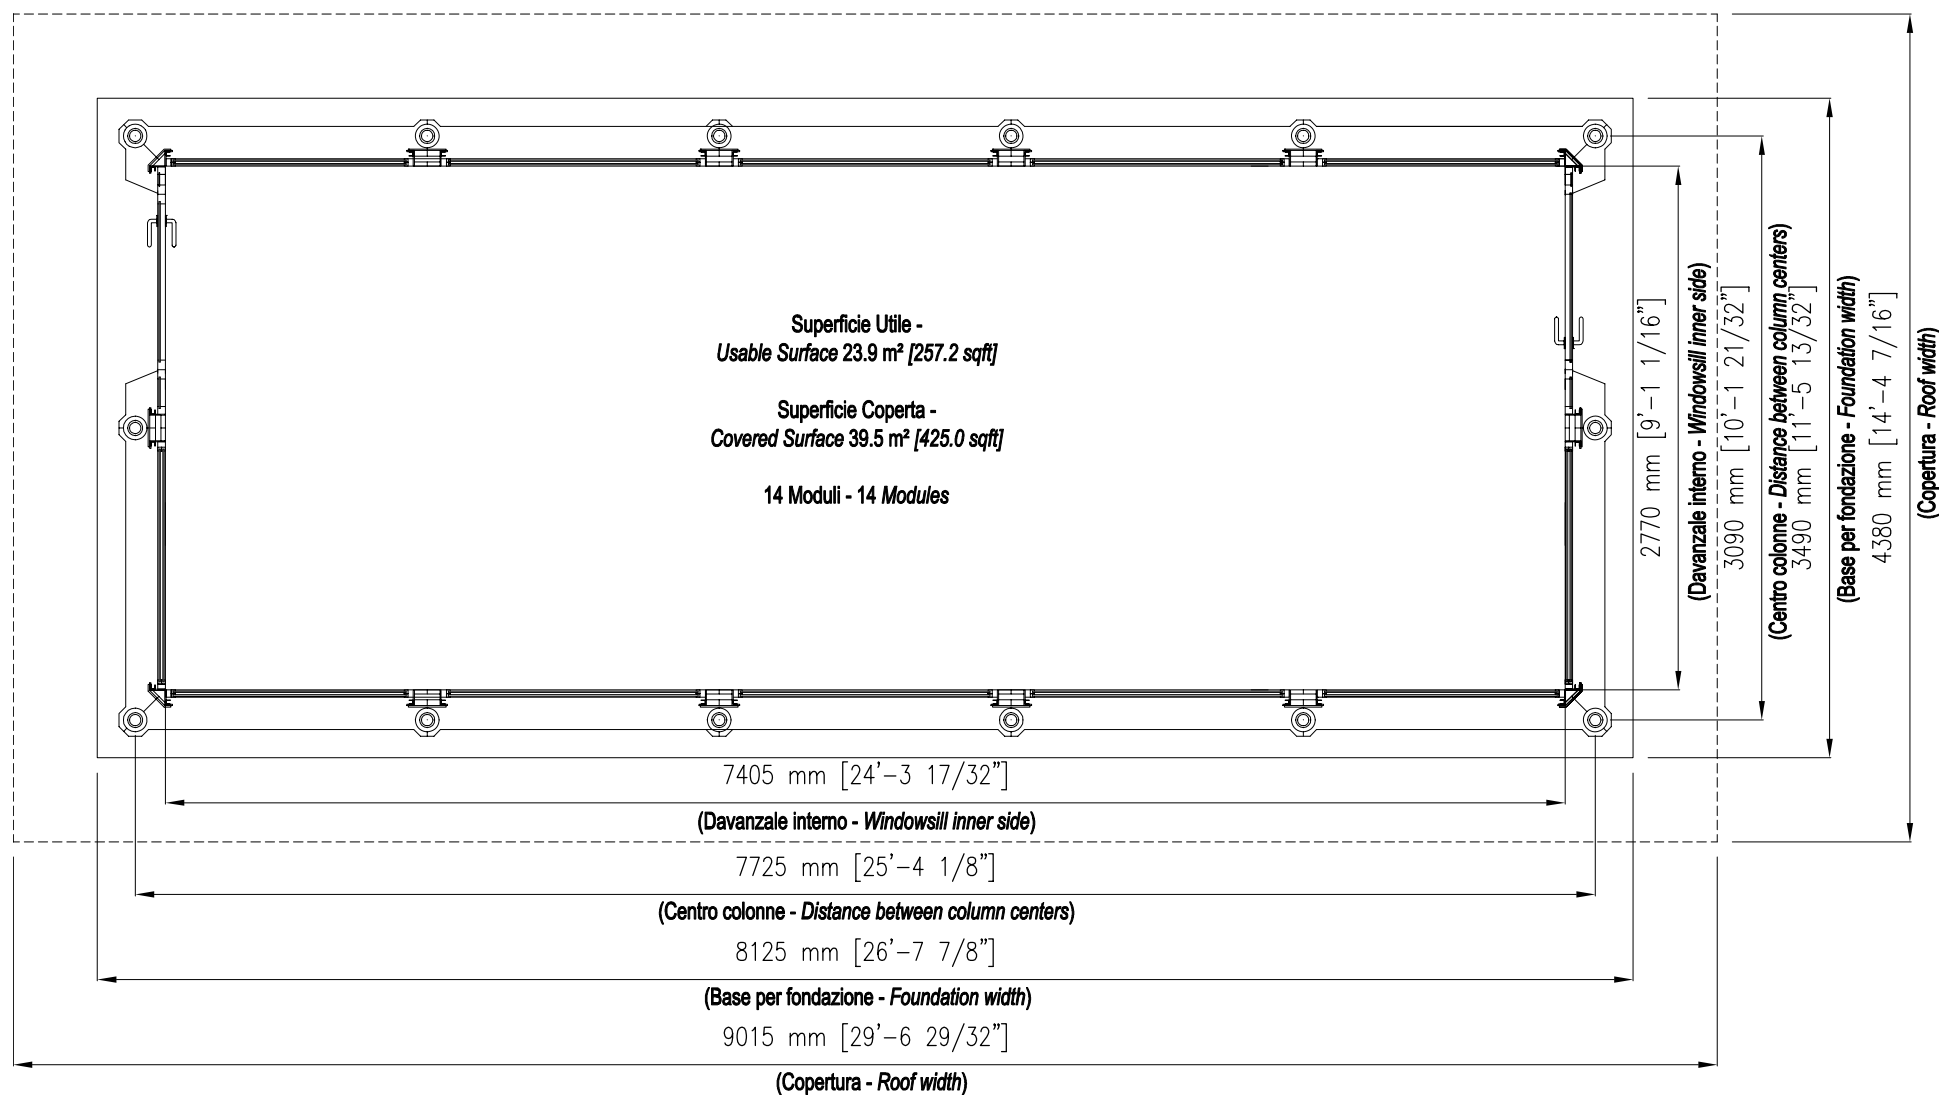 Superficie Utile -
Usable Surface 23.9 m² [257.2 sqft]
Superficie Coperta -
Covered Surface 39.5 m² [425.0 sqft]
14 Moduli - 14 Modules
2770 mm [9'-1 1/16"]
(Davanzale interno - Windowsill inner side)
3090 mm [10'-1 21/32"]
(Centro colonne - Distance between column centers)
3490 mm [11'-5 13/32"]
(Base per fondazione - Foundation width)
4380 mm [14'-4 7/16"]
(Copertura - Roof width)
7405 mm [24'-3 17/32"]
(Davanzale interno - Windowsill inner side)
7725 mm [25'-4 1/8"]
(Centro colonne - Distance between column centers)
8125 mm [26'-7 7/8"]
(Base per fondazione - Foundation width)
9015 mm [29'-6 29/32"]
(Copertura - Roof width)